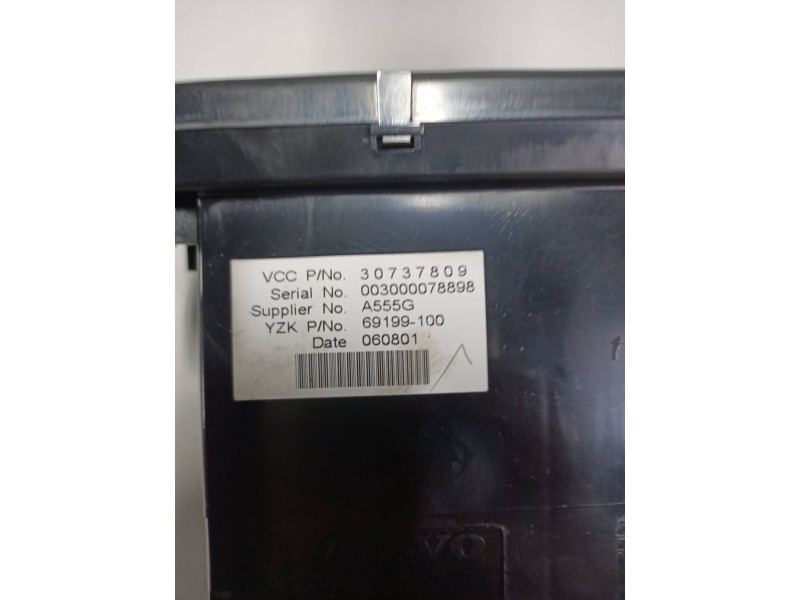 VCC P/No. 30737809
Serial No. 003000078898
Supplier No. A555G
YZK P/No. 69199-100
Date 060801